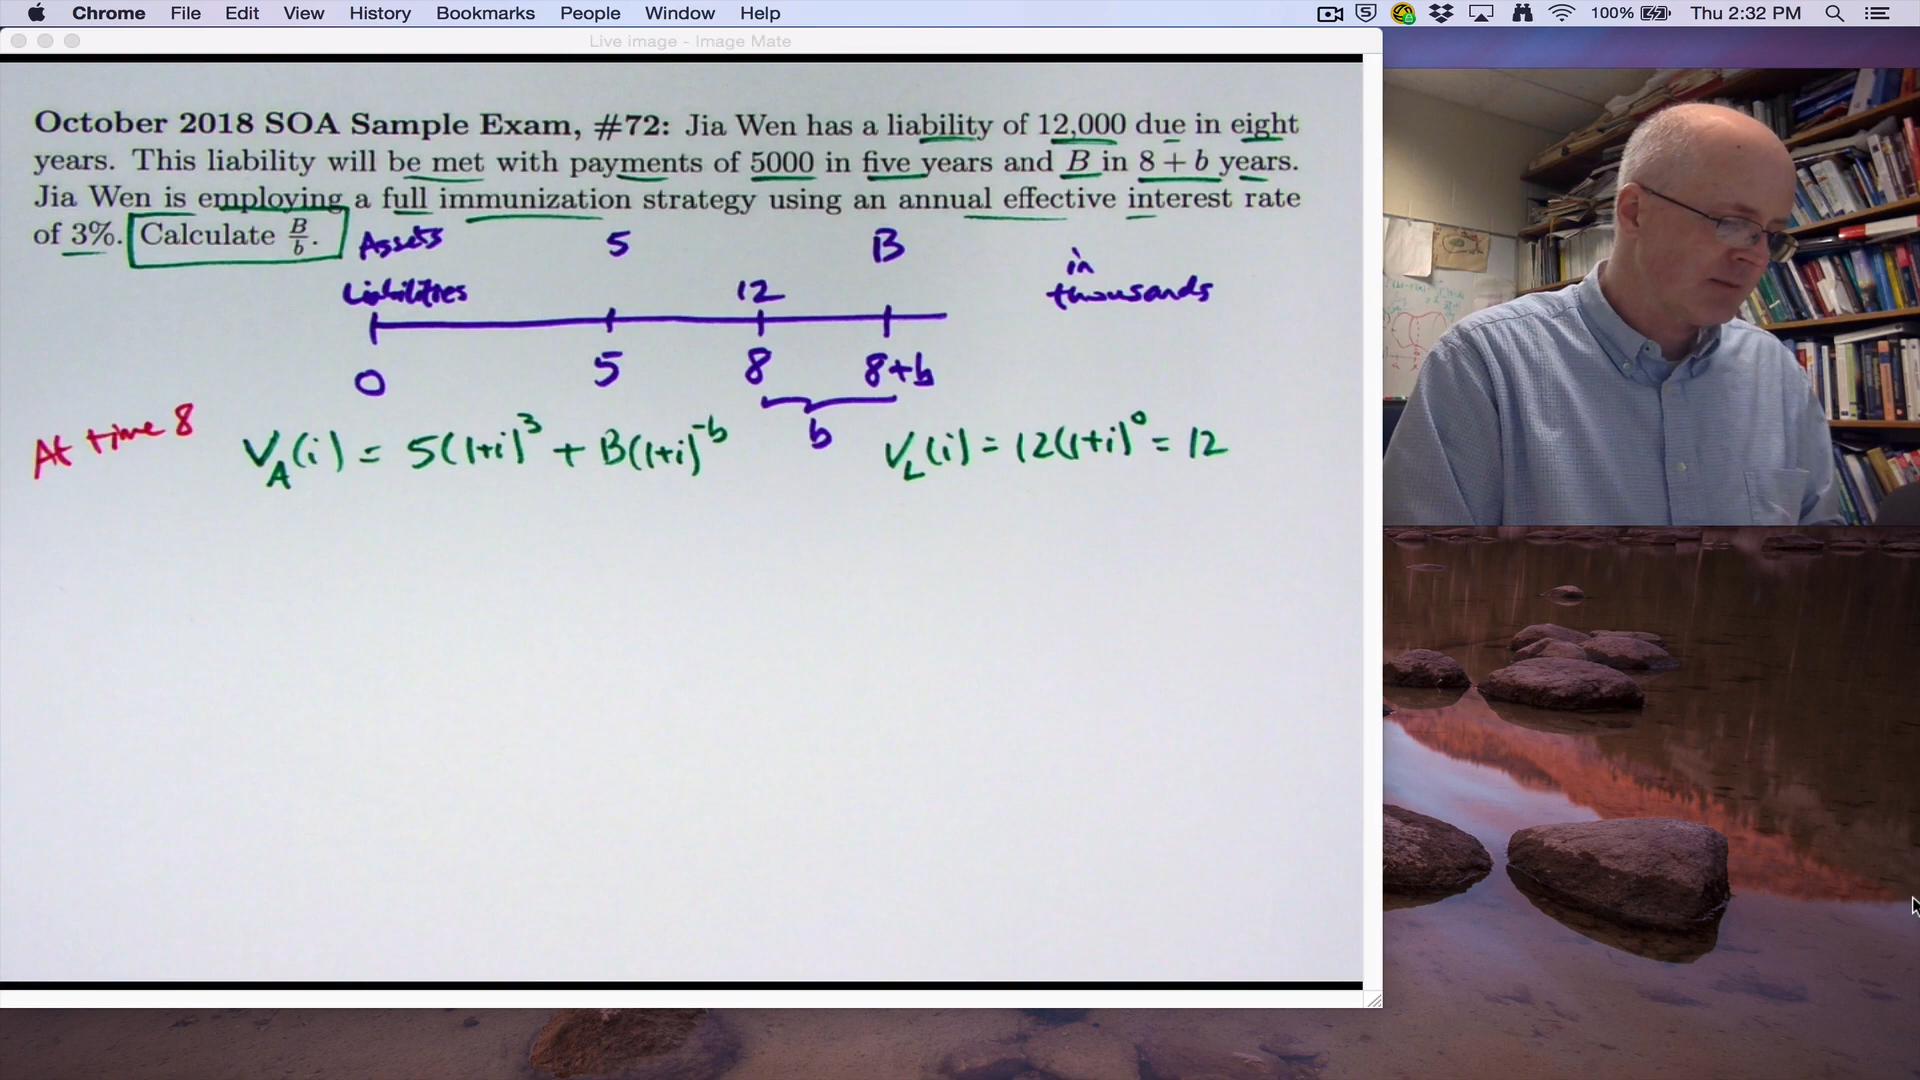 Chrome File Edit View History Bookmarks People Window Help 100% Thu 2:32 PM
Live image - Image Mate
October 2018 SOA Sample Exam, #72: Jia Wen has a liability of 12,000 due in eight
years. This liability will be met with payments of 5000 in five years and B in 8 + b years.
Jia Wen is employing a full immunization strategy using an annual effective interest rate
of 3%. Calculate B/b.
Assets 5 B
in
Liabilities 12 thousands
0 5 8 8+b
b
At time 8 V_A(i) = 5(1+i)^3 + B(1+i)^-b V_L(i) = 12(1+i)^0 = 12